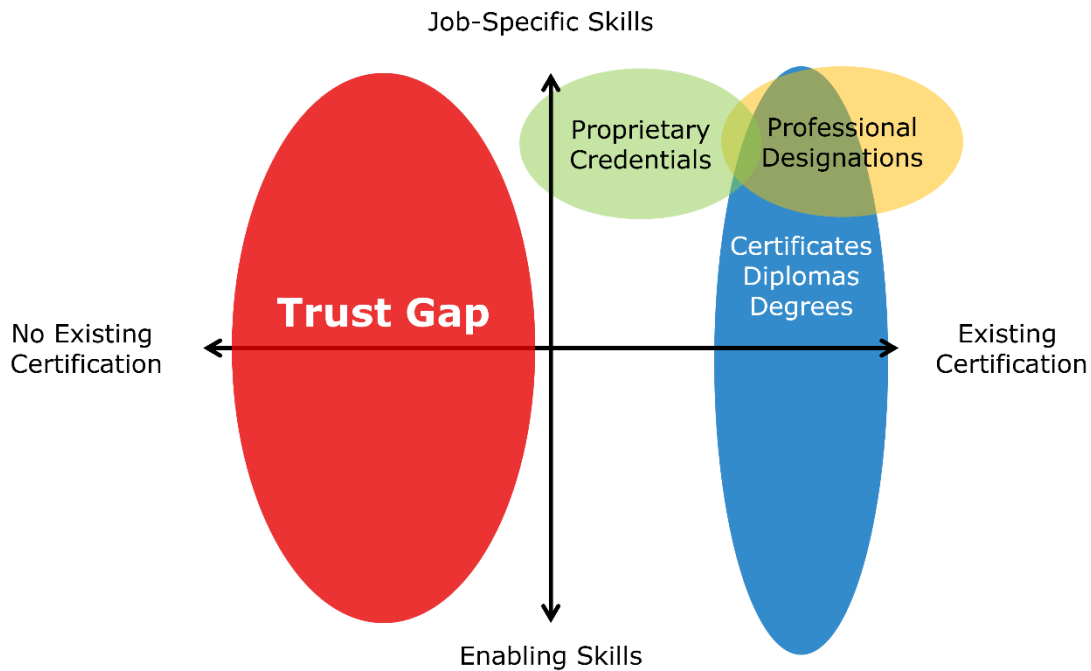 Job-Specific Skills
Proprietary
Credentials
Professional
Designations
Certificates
Diplomas
Degrees
Trust Gap
No Existing
Certification
Existing
Certification
Enabling Skills